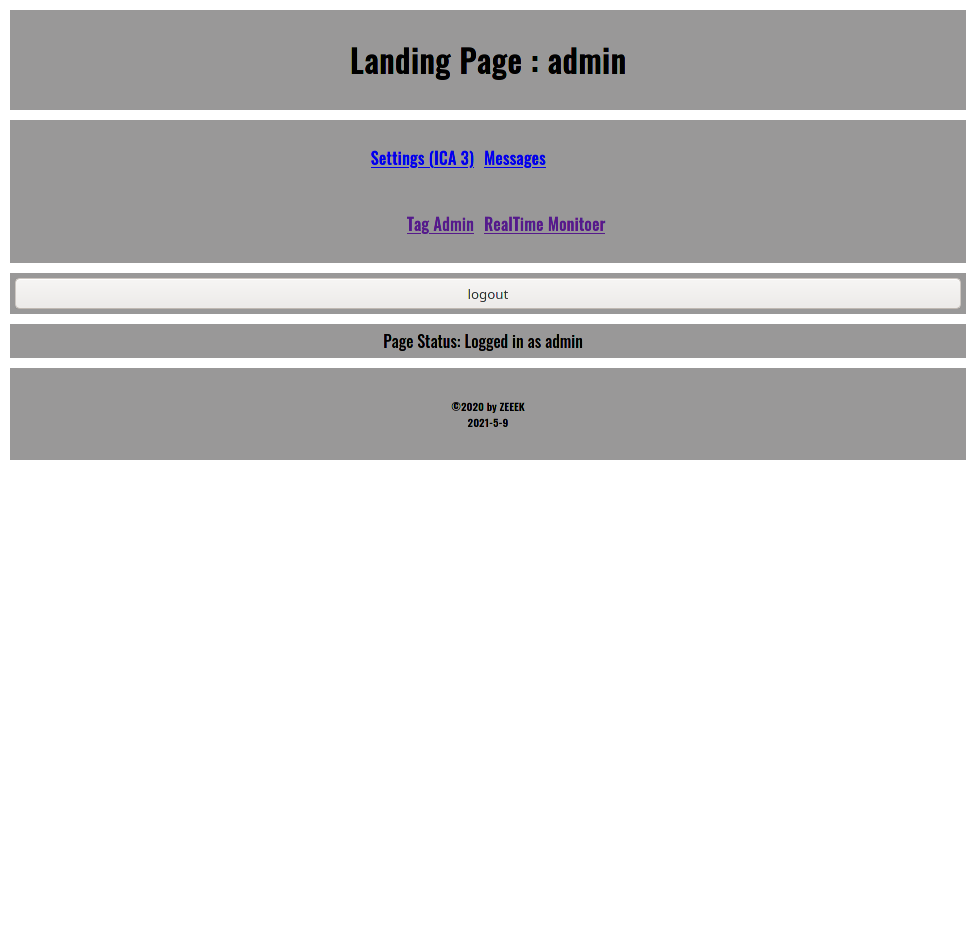 Landing Page : admin
Settings (ICA 3) Messages
Tag Admin RealTime Monitoer
logout
Page Status: Logged in as admin
©2020 by ZEEEK
2021-5-9